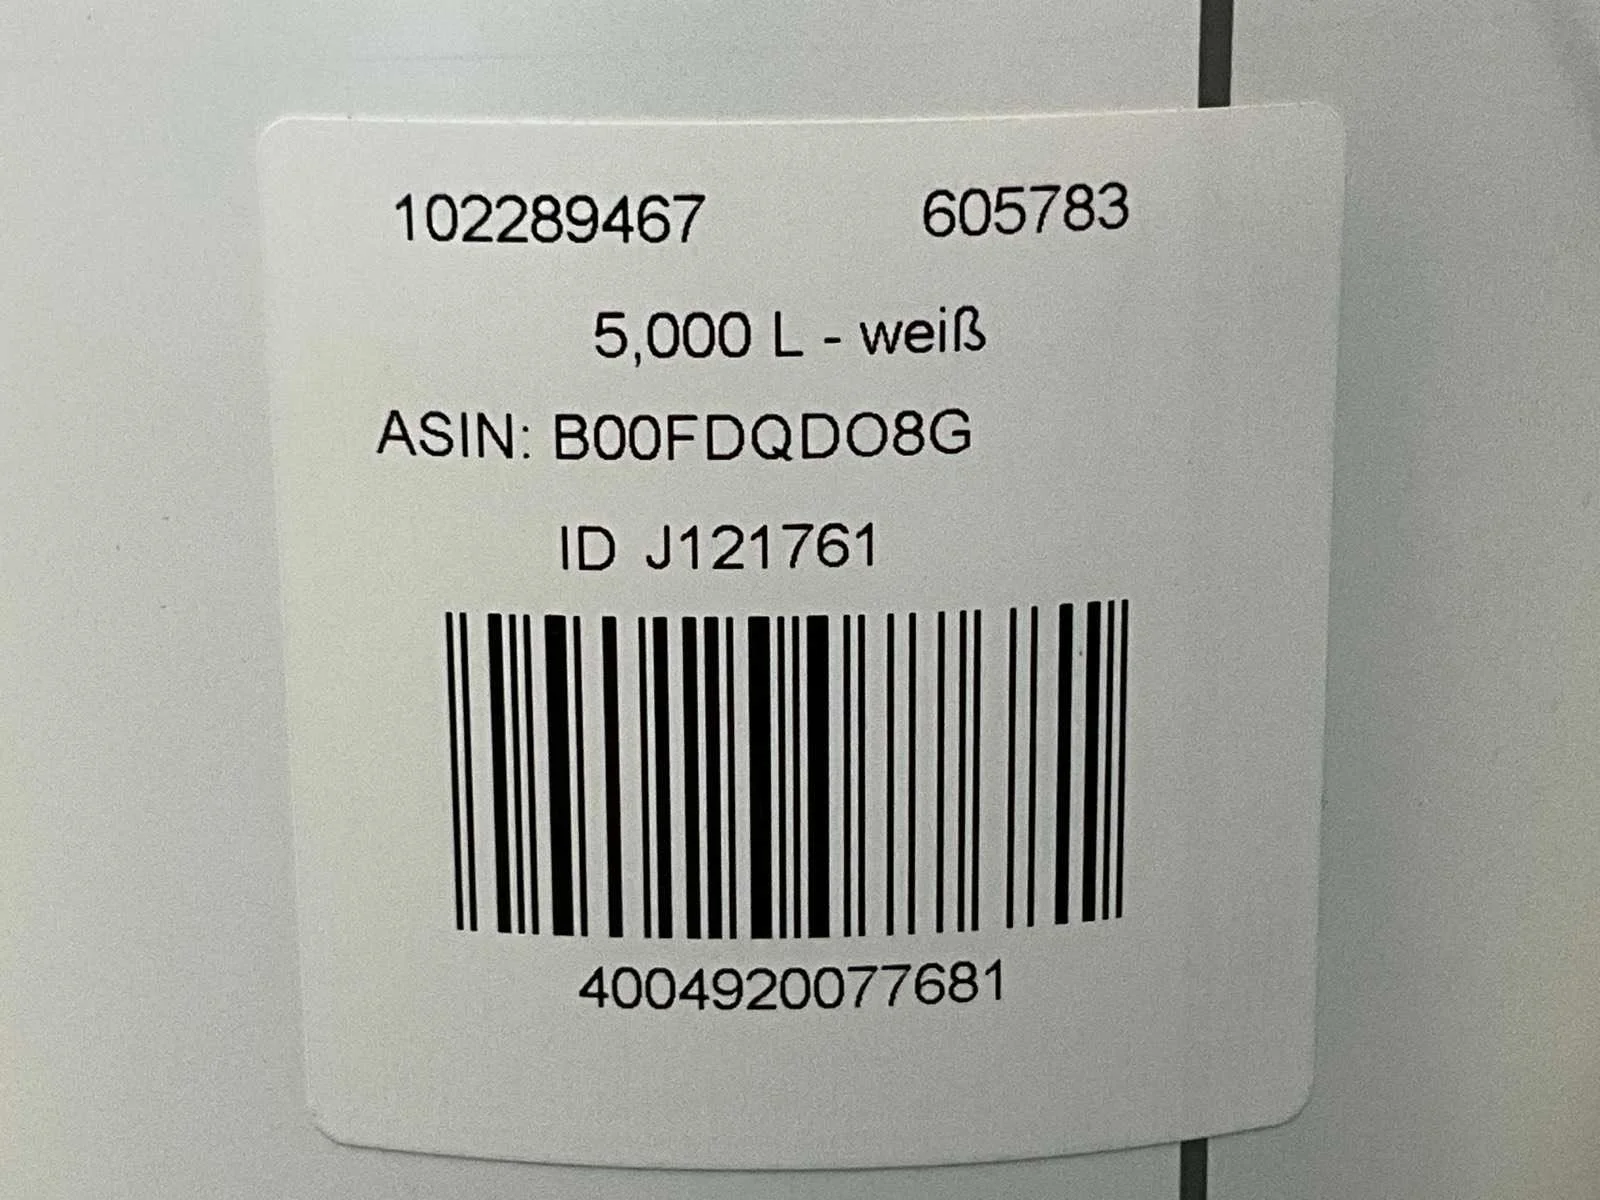 102289467 605783
5,000 L - weiß
ASIN: B00FDQDO8G
ID J121761
4004920077681